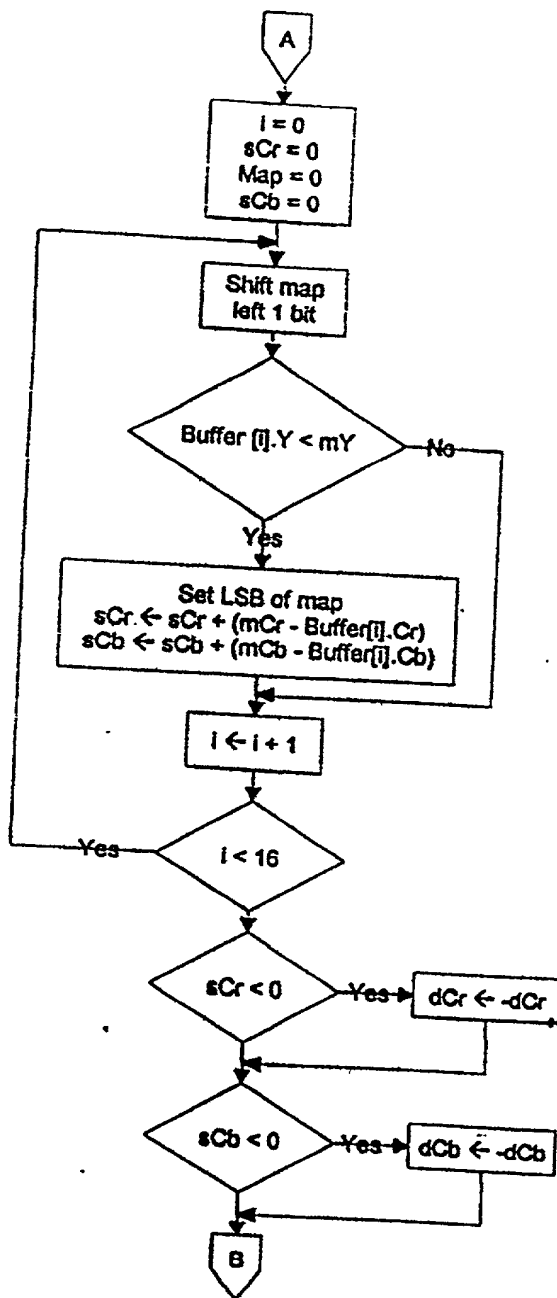 A
i = 0
sCr = 0
Map = 0
sCb = 0
Shift map
left 1 bit
Buffer [i].Y < mY
No
Yes
Set LSB of map
sCr ← sCr + (mCr - Buffer[i].Cr)
sCb ← sCb + (mCb - Buffer[i].Cb)
i ← i + 1
Yes
i < 16
sCr < 0
Yes
dCr ← -dCr
sCb < 0
Yes
dCb ← -dCb
B